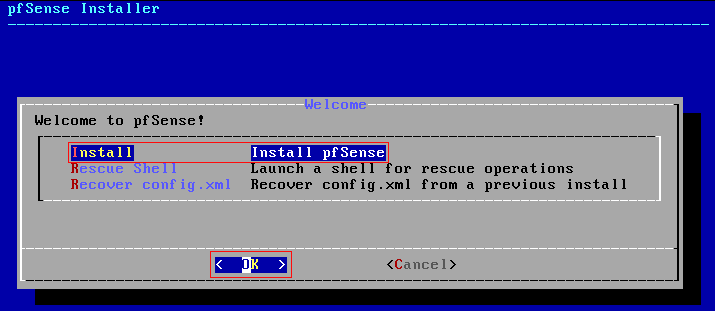 pfSense Installer
Welcome
Welcome to pfSense!
Install Install pfSense
Rescue Shell Launch a shell for rescue operations
Recover config.xml Recover config.xml from a previous install
< OK > <Cancel>